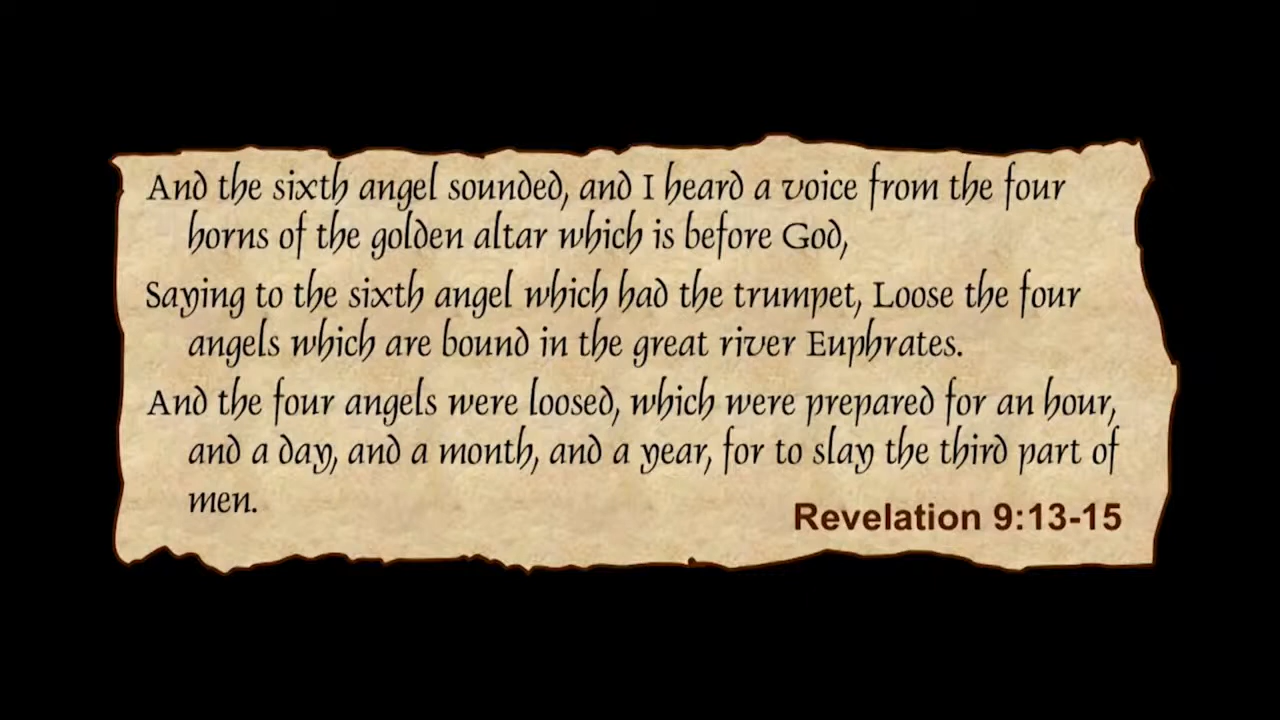 And the sixth angel sounded, and I heard a voice from the four
horns of the golden altar which is before God,
Saying to the sixth angel which had the trumpet, Loose the four
angels which are bound in the great river Euphrates.
And the four angels were loosed, which were prepared for an hour,
and a day, and a month, and a year, for to slay the third part of
men.
Revelation 9:13-15